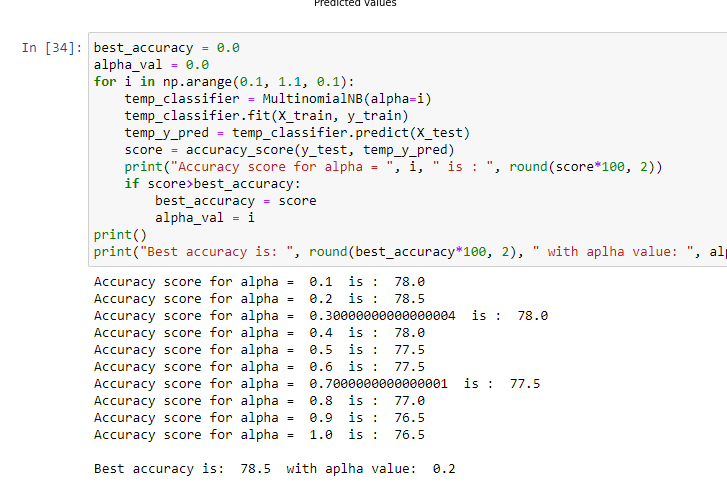 Predicted Values
In [34]: best_accuracy = 0.0
alpha_val = 0.0
for i in np.arange(0.1, 1.1, 0.1):
    temp_classifier = MultinomialNB(alpha=i)
    temp_classifier.fit(X_train, y_train)
    temp_y_pred = temp_classifier.predict(X_test)
    score = accuracy_score(y_test, temp_y_pred)
    print("Accuracy score for alpha = ", i, " is : ", round(score*100, 2))
    if score>best_accuracy:
        best_accuracy = score
        alpha_val = i
print()
print("Best accuracy is: ", round(best_accuracy*100, 2), " with aplha value: ",
Accuracy score for alpha =  0.1  is :  78.0
Accuracy score for alpha =  0.2  is :  78.5
Accuracy score for alpha =  0.30000000000000004  is :  78.0
Accuracy score for alpha =  0.4  is :  78.0
Accuracy score for alpha =  0.5  is :  77.5
Accuracy score for alpha =  0.6  is :  77.5
Accuracy score for alpha =  0.7000000000000001  is :  77.5
Accuracy score for alpha =  0.8  is :  77.0
Accuracy score for alpha =  0.9  is :  76.5
Accuracy score for alpha =  1.0  is :  76.5
Best accuracy is:  78.5  with aplha value:  0.2